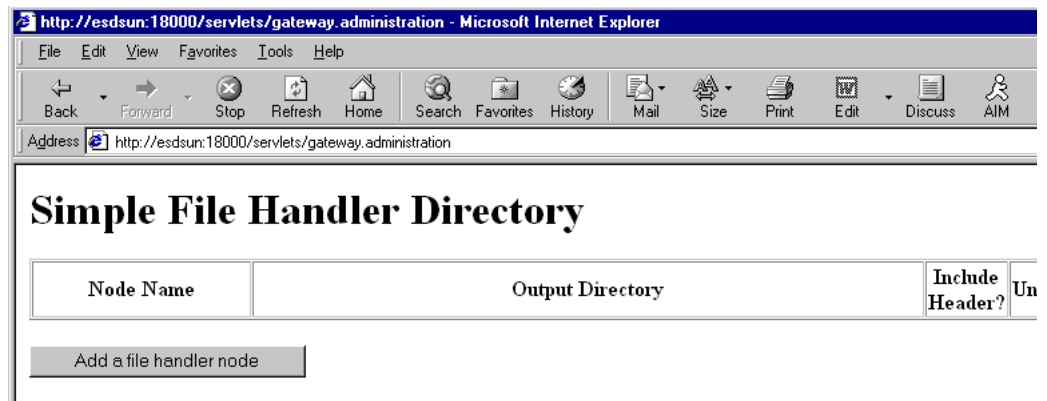 http://esdsun:18000/servlets/gateway.administration - Microsoft Internet Explorer
File Edit View Favorites Tools Help
Back Forward Stop Refresh Home Search Favorites History Mail Size Print Edit Discuss AIM
Address http://esdsun:18000/servlets/gateway.administration
Simple File Handler Directory
Node Name Output Directory Include Header? Un
Add a file handler node